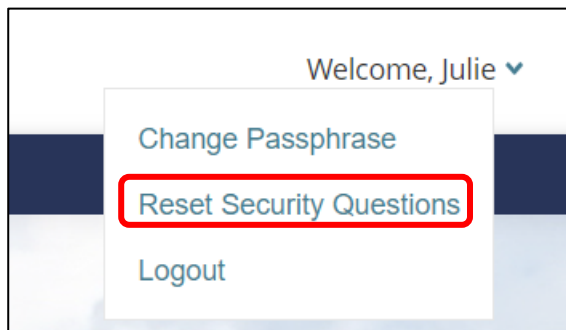 Welcome, Julie
Change Passphrase
Reset Security Questions
Logout